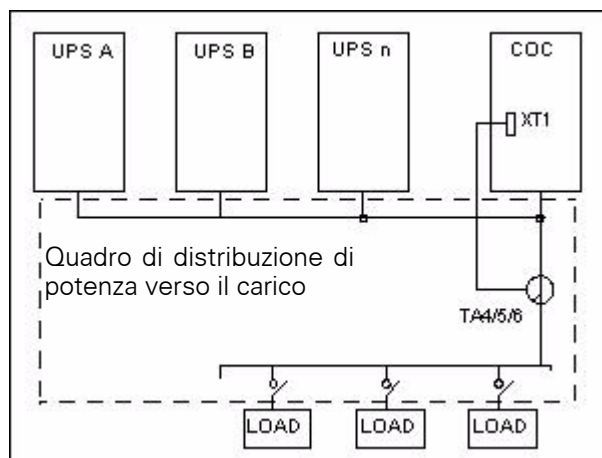 UPS A
UPS B
UPS n
COC
XT1
Quadro di distribuzione di
potenza verso il carico
TA4/5/6
LOAD
LOAD
LOAD